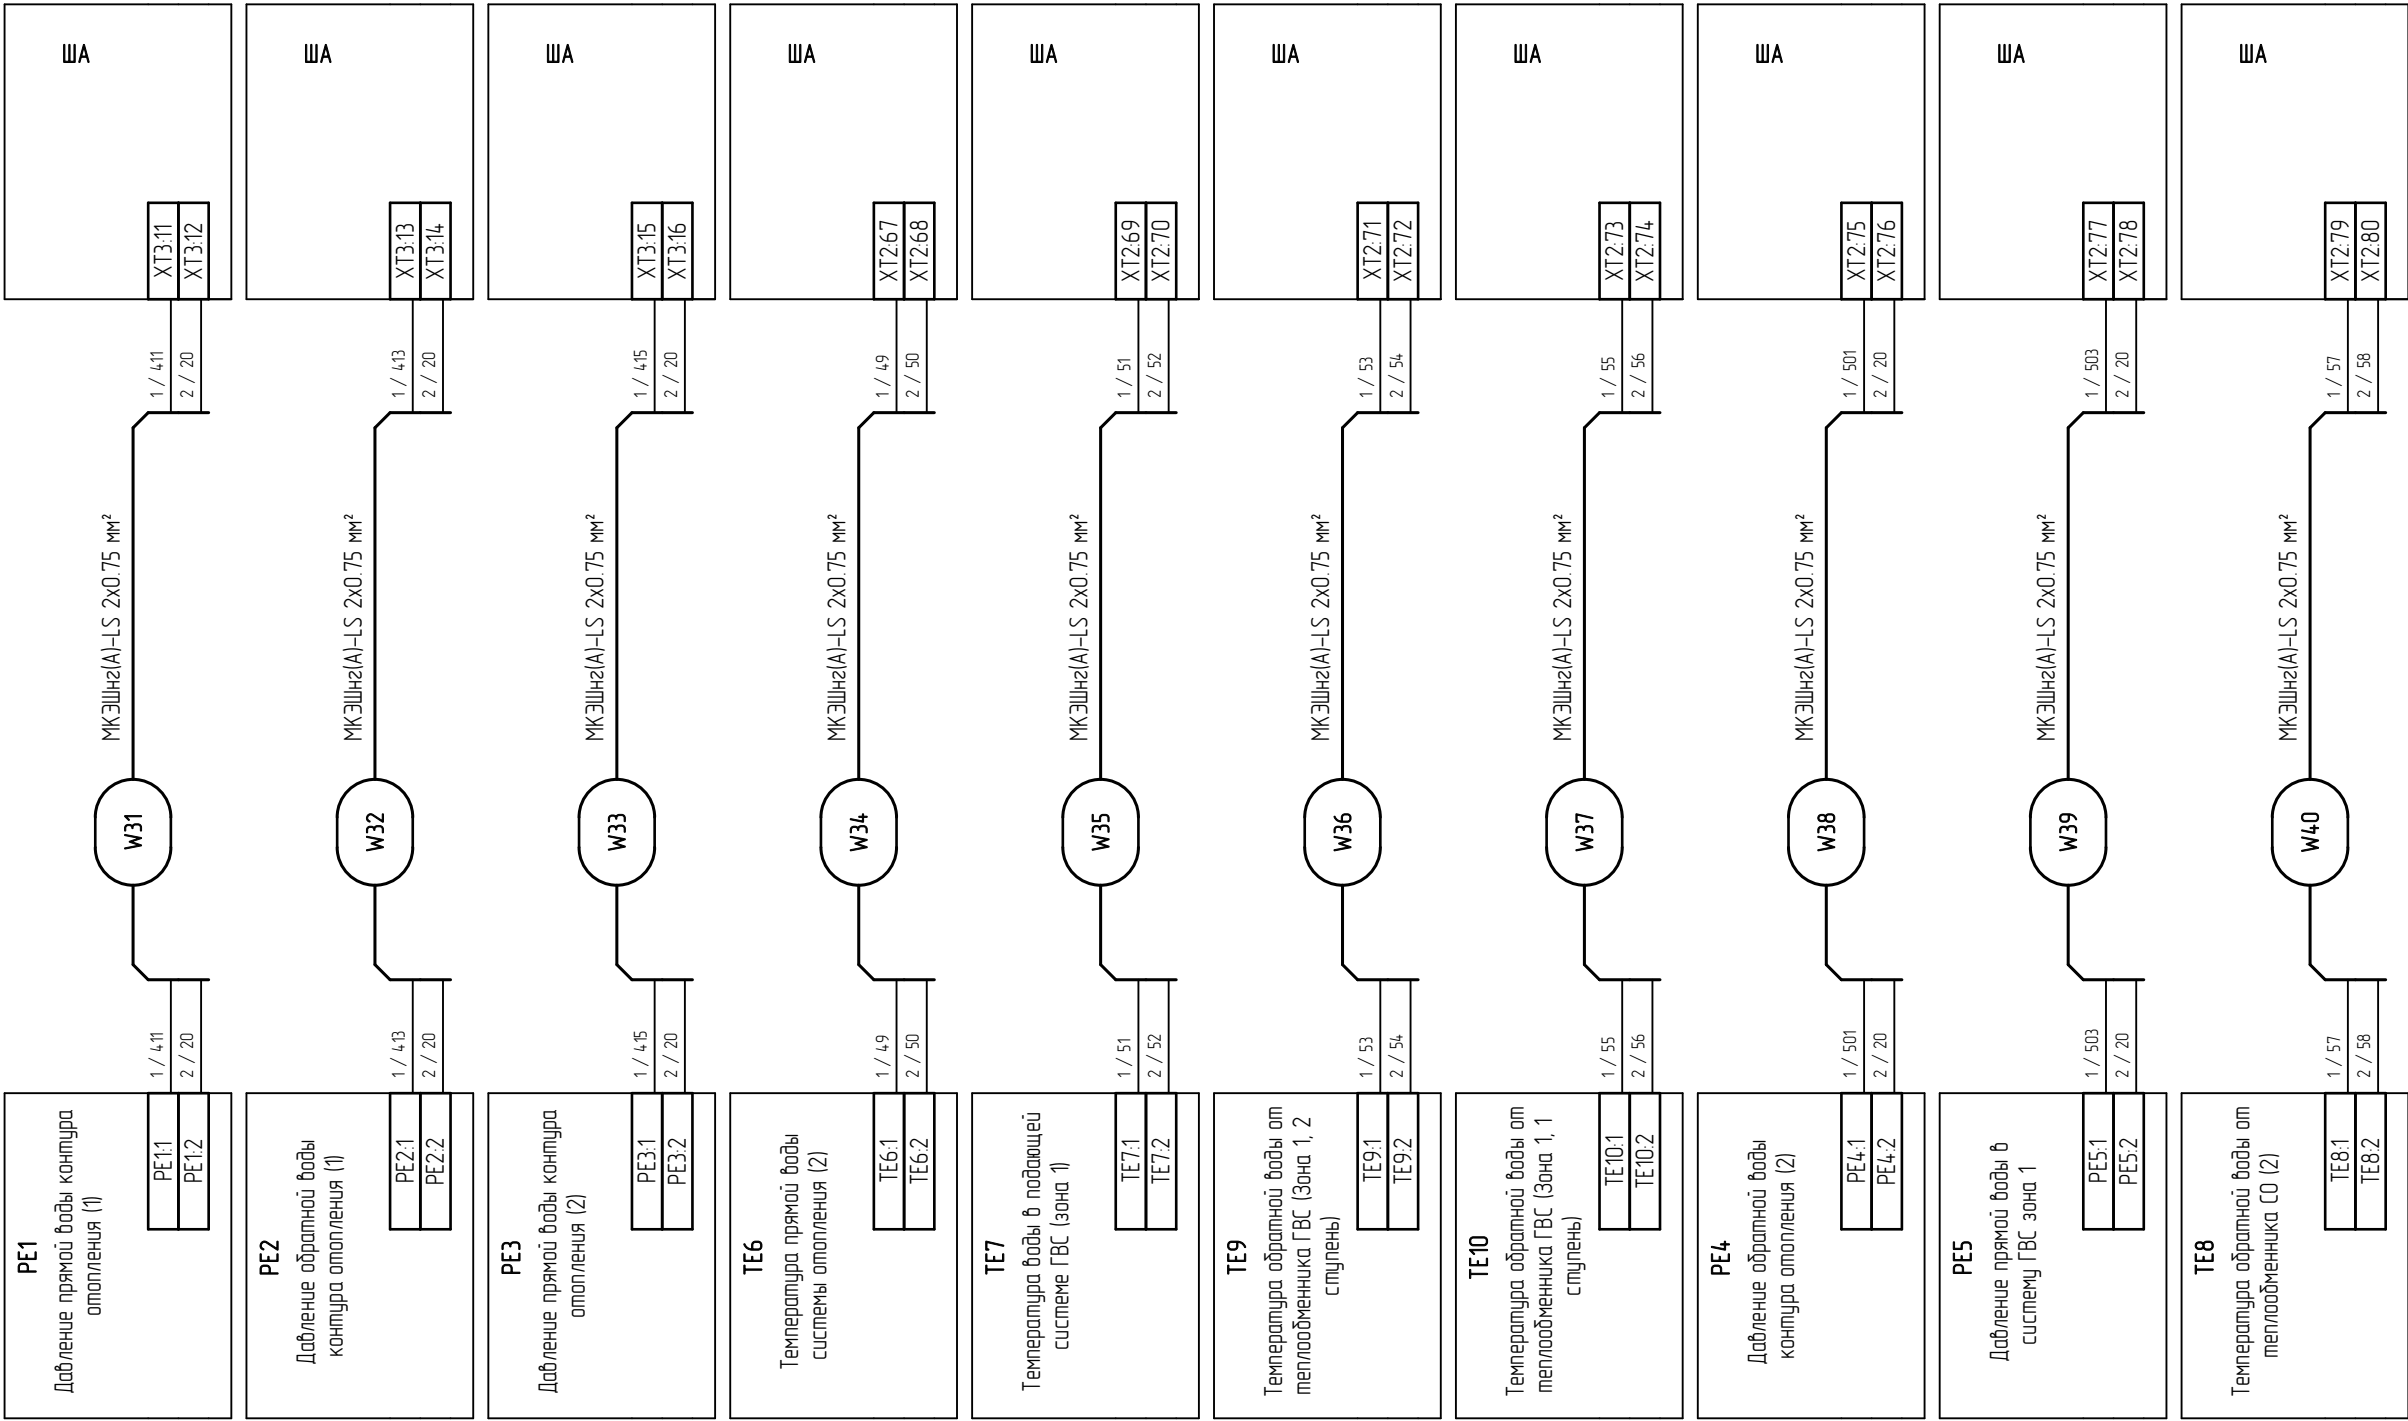 PE1
Давление прямой воды контура
отопления (1)
PE1:1
PE1:2
1 / 411
2 / 20
W31
МКЭШнг(А)-LS 2x0.75 мм²
1 / 411
2 / 20
XT3:11
XT3:12
ША
PE2
Давление обратной воды
контура отопления (1)
PE2:1
PE2:2
1 / 413
2 / 20
W32
МКЭШнг(А)-LS 2x0.75 мм²
1 / 413
2 / 20
XT3:13
XT3:14
ША
PE3
Давление прямой воды контура
отопления (2)
PE3:1
PE3:2
1 / 415
2 / 20
W33
МКЭШнг(А)-LS 2x0.75 мм²
1 / 415
2 / 20
XT3:15
XT3:16
ША
TE6
Температура прямой воды
системы отопления (2)
TE6:1
TE6:2
1 / 49
2 / 50
W34
МКЭШнг(А)-LS 2x0.75 мм²
1 / 49
2 / 50
XT2:67
XT2:68
ША
TE7
Температура воды в подающей
системе ГВС (зона 1)
TE7:1
TE7:2
1 / 51
2 / 52
W35
МКЭШнг(А)-LS 2x0.75 мм²
1 / 51
2 / 52
XT2:69
XT2:70
ША
TE9
Температура обратной воды от
теплообменника ГВС (Зона 1, 2
ступень)
TE9:1
TE9:2
1 / 53
2 / 54
W36
МКЭШнг(А)-LS 2x0.75 мм²
1 / 53
2 / 54
XT2:71
XT2:72
ША
TE10
Температура обратной воды от
теплообменника ГВС (Зона 1, 1
ступень)
TE10:1
TE10:2
1 / 55
2 / 56
W37
МКЭШнг(А)-LS 2x0.75 мм²
1 / 55
2 / 56
XT2:73
XT2:74
ША
PE4
Давление обратной воды
контура отопления (2)
PE4:1
PE4:2
1 / 501
2 / 20
W38
МКЭШнг(А)-LS 2x0.75 мм²
1 / 501
2 / 20
XT2:75
XT2:76
ША
PE5
Давление прямой воды в
систему ГВС зона 1
PE5:1
PE5:2
1 / 503
2 / 20
W39
МКЭШнг(А)-LS 2x0.75 мм²
1 / 503
2 / 20
XT2:77
XT2:78
ША
TE8
Температура обратной воды от
теплообменника СО (2)
TE8:1
TE8:2
1 / 57
2 / 58
W40
МКЭШнг(А)-LS 2x0.75 мм²
1 / 57
2 / 58
XT2:79
XT2:80
ША